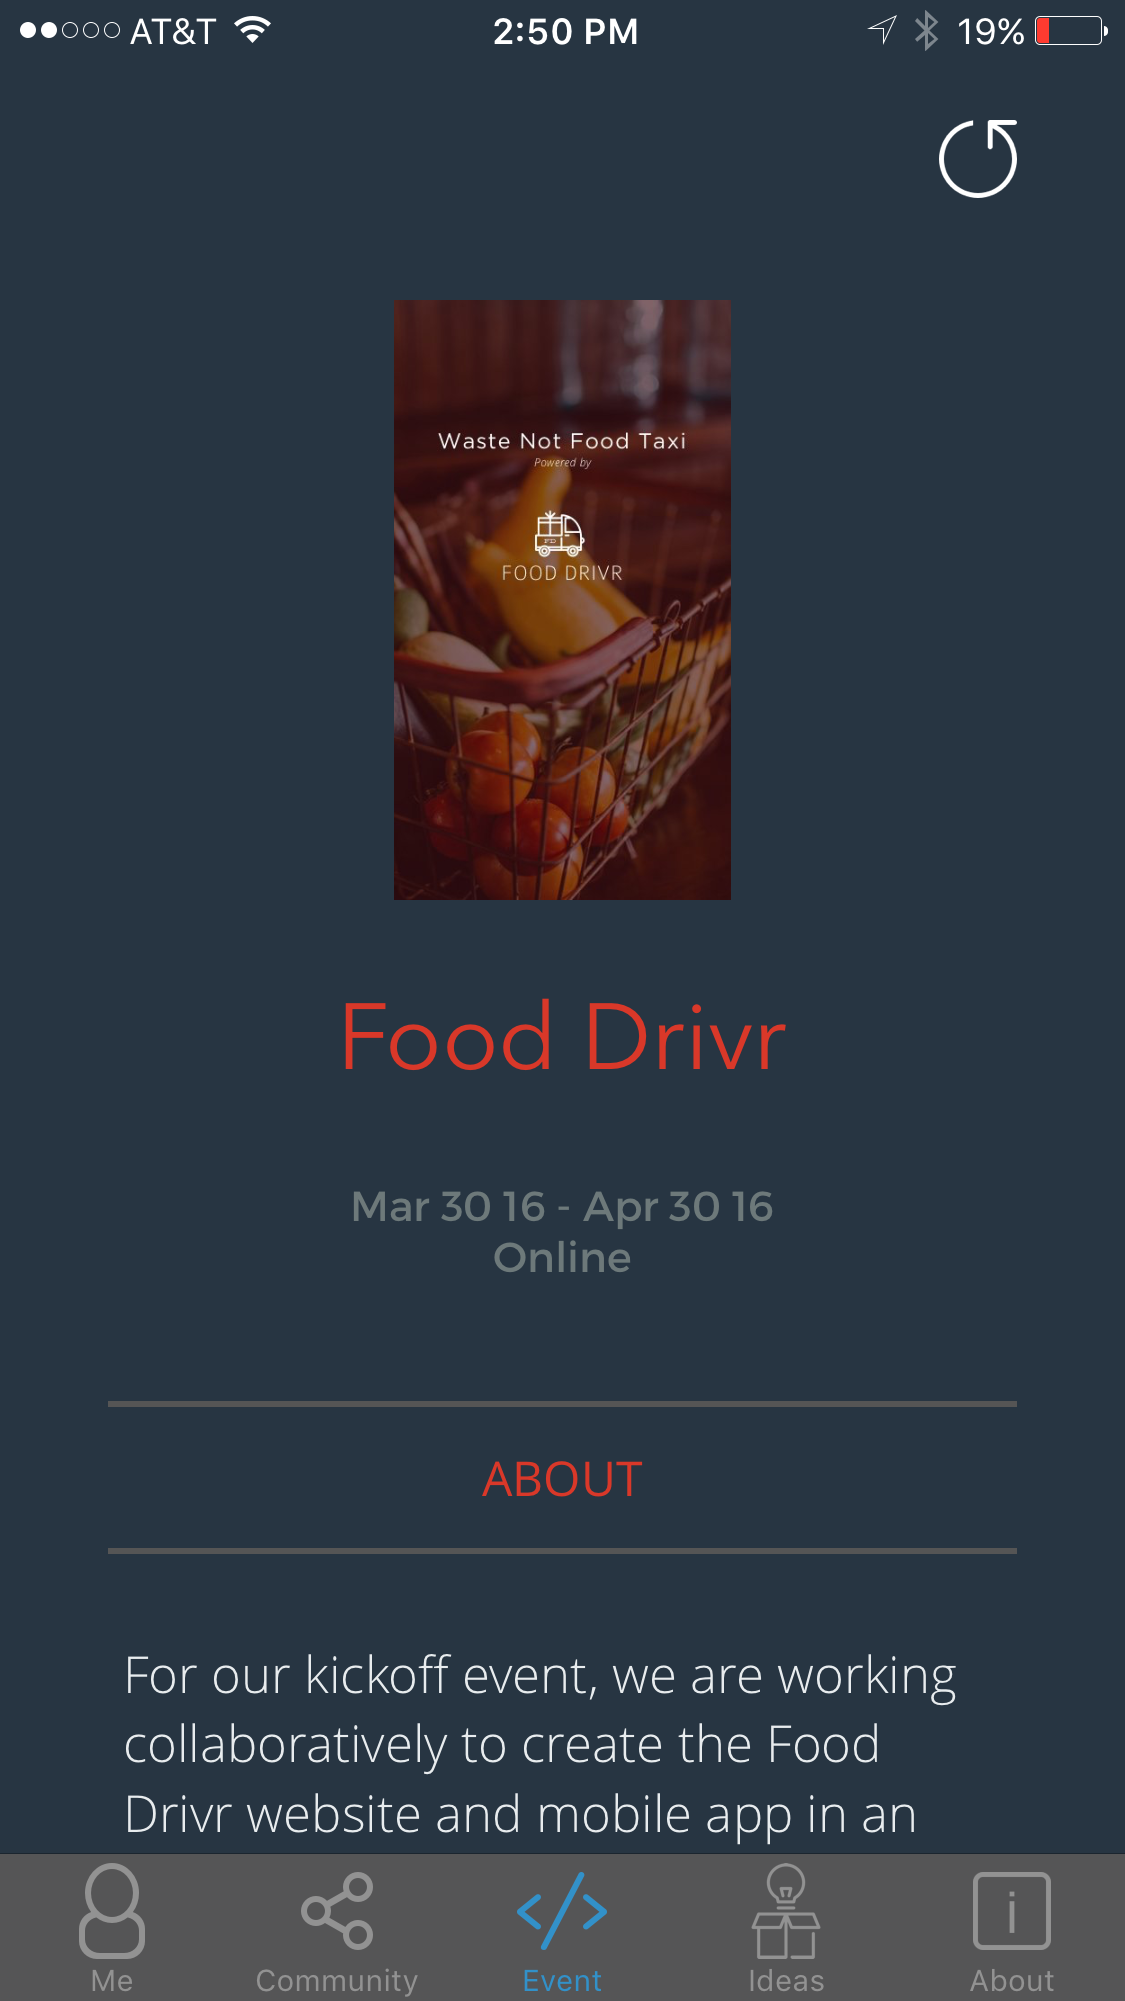 AT&T 2:50 PM 19%
Waste Not Food Taxi
Powered by
FD
FOOD DRIVR
Food Drivr
Mar 30 16 - Apr 30 16
Online
ABOUT
For our kickoff event, we are working
collaboratively to create the Food
Drivr website and mobile app in an
Me Community Event Ideas About